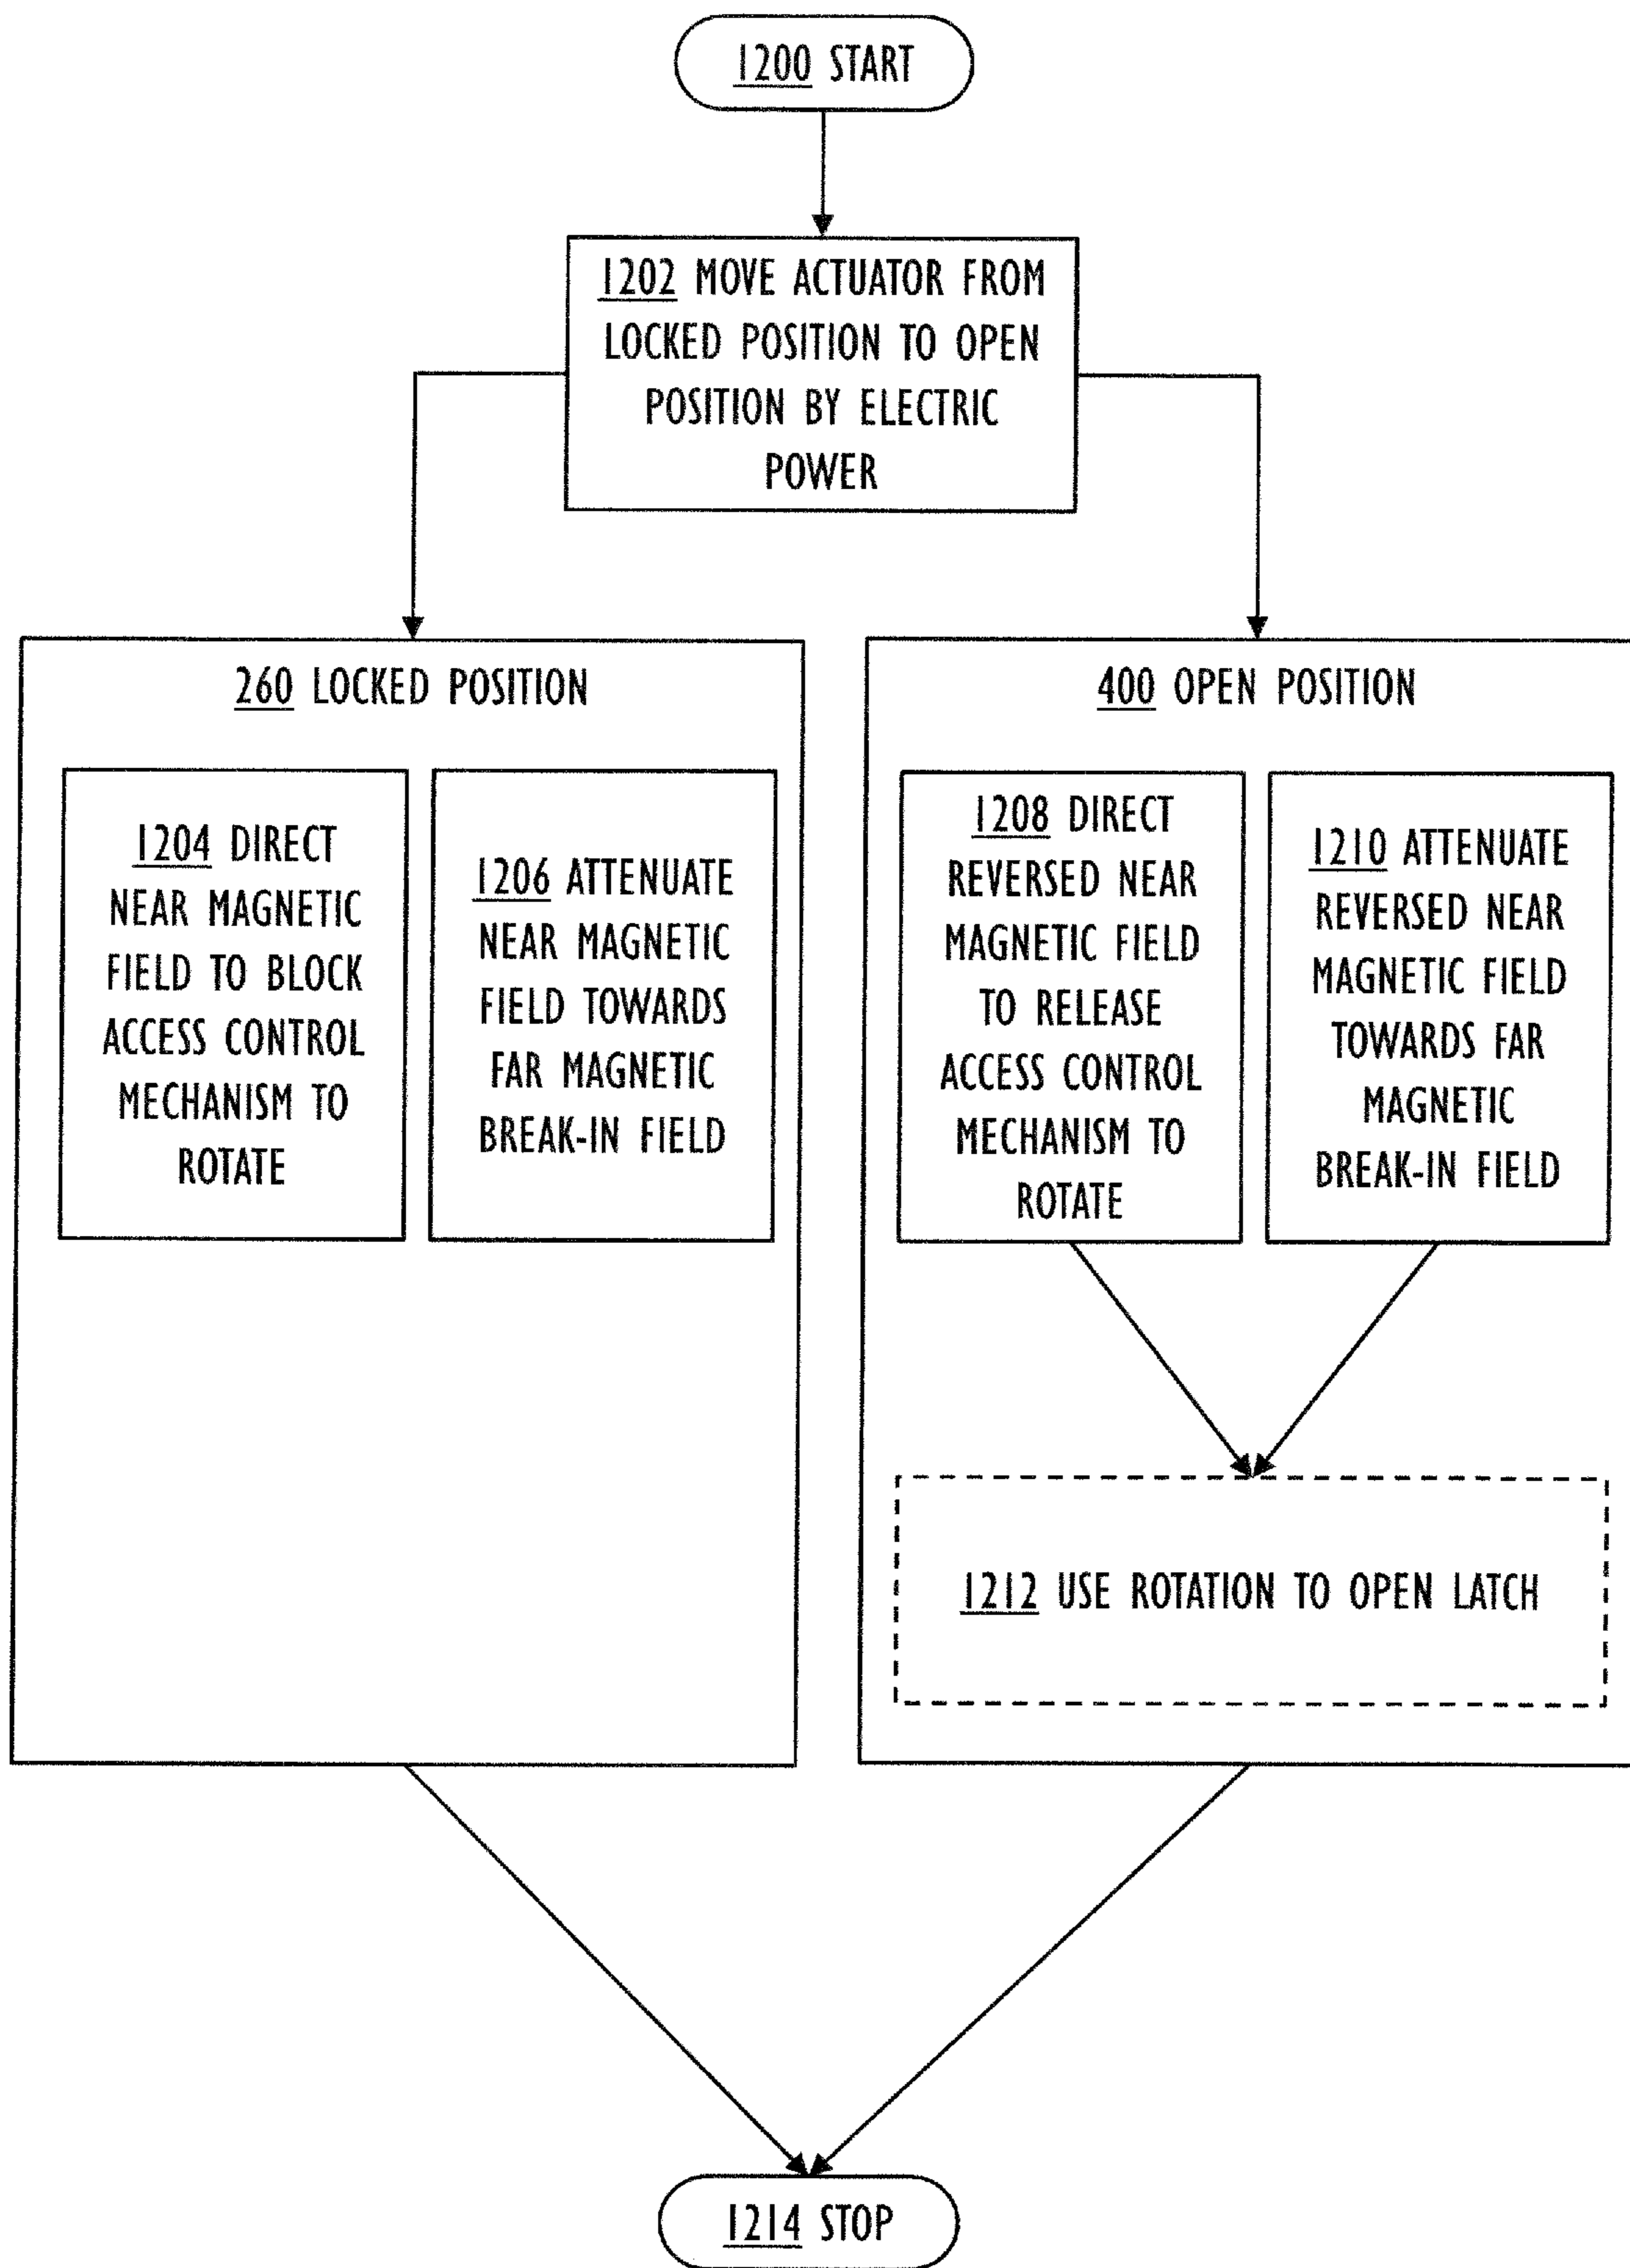 1200 START
1202 MOVE ACTUATOR FROM
LOCKED POSITION TO OPEN
POSITION BY ELECTRIC
POWER
260 LOCKED POSITION
1204 DIRECT
NEAR MAGNETIC
FIELD TO BLOCK
ACCESS CONTROL
MECHANISM TO
ROTATE
1206 ATTENUATE
NEAR MAGNETIC
FIELD TOWARDS
FAR MAGNETIC
BREAK-IN FIELD
400 OPEN POSITION
1208 DIRECT
REVERSED NEAR
MAGNETIC FIELD
TO RELEASE
ACCESS CONTROL
MECHANISM TO
ROTATE
1210 ATTENUATE
REVERSED NEAR
MAGNETIC FIELD
TOWARDS FAR
MAGNETIC
BREAK-IN FIELD
1212 USE ROTATION TO OPEN LATCH
1214 STOP